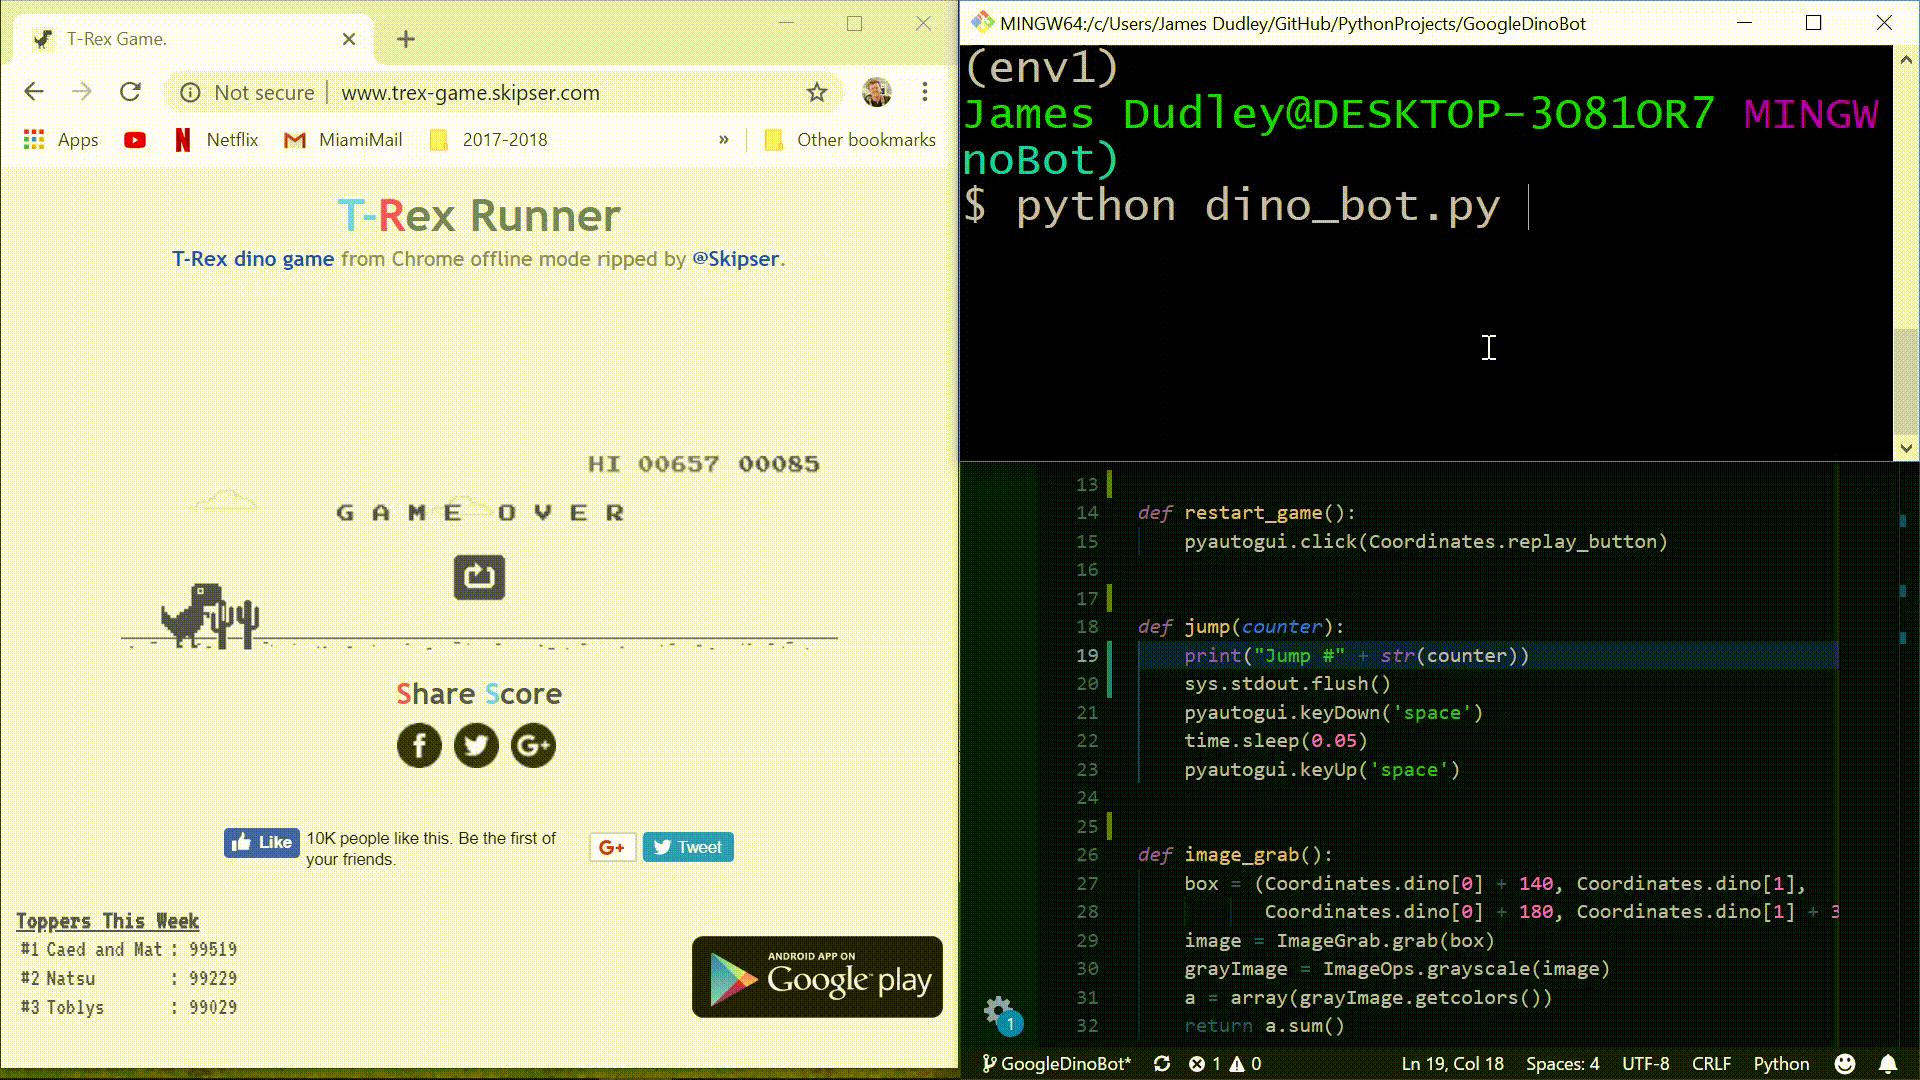 T-Rex Game.
Not secure www.trex-game.skipser.com
Apps Netflix MiamiMail 2017-2018 » Other bookmarks
T-Rex Runner
T-Rex dino game from Chrome offline mode ripped by @Skipser.
HI 00657 00085
GAME OVER
Share Score
f G+
Like 10K people like this. Be the first of
your friends.
G+ Tweet
Toppers This Week
#1 Caed and Mat : 99519
#2 Natsu : 99229
#3 Toblys : 99029
ANDROID APP ON
Google play
MINGW64:/c/Users/James Dudley/GitHub/PythonProjects/GoogleDinoBot
(env1)
James Dudley@DESKTOP-3O81OR7 MINGW
noBot)
$ python dino_bot.py
13
14 def restart_game():
15 pyautogui.click(Coordinates.replay_button)
16
17
18 def jump(counter):
19 print("Jump #" + str(counter))
20 sys.stdout.flush()
21 pyautogui.keyDown('space')
22 time.sleep(0.05)
23 pyautogui.keyUp('space')
24
25
26 def image_grab():
27 box = (Coordinates.dino[0] + 140, Coordinates.dino[1],
28 Coordinates.dino[0] + 180, Coordinates.dino[1] + 3
29 image = ImageGrab.grab(box)
30 grayImage = ImageOps.grayscale(image)
31 a = array(grayImage.getcolors())
32 return a.sum()
1
GoogleDinoBot* 1 0 Ln 19, Col 18 Spaces: 4 UTF-8 CRLF Python